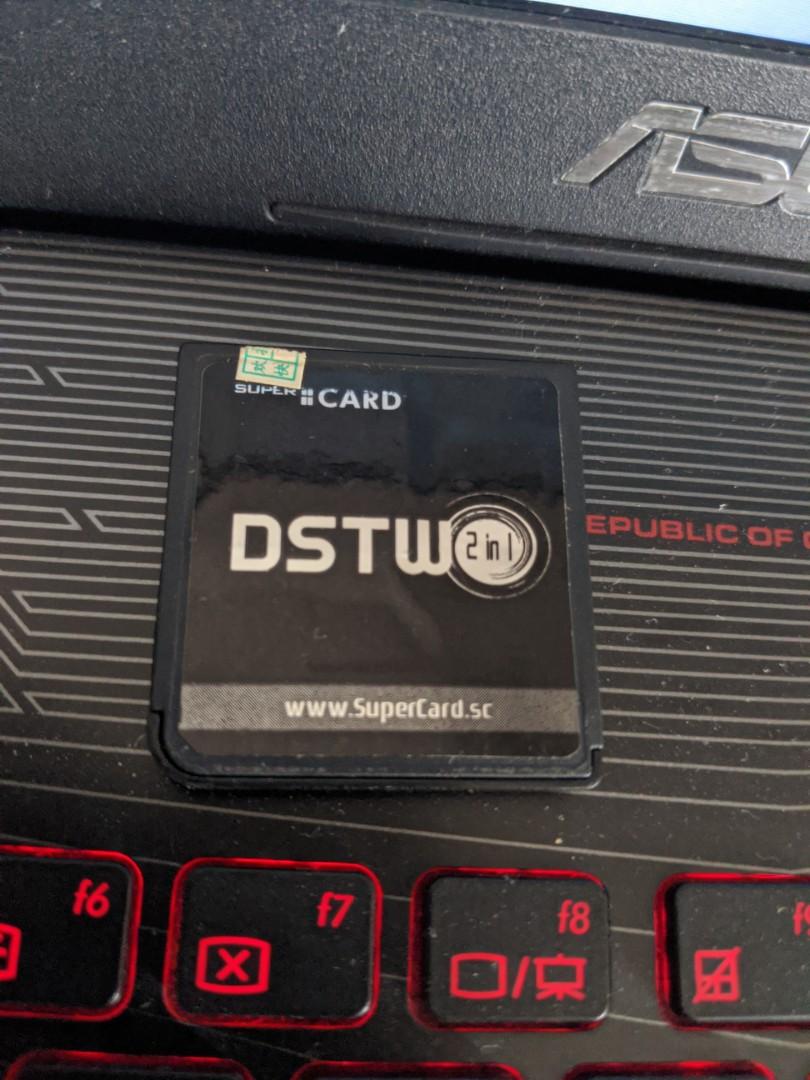 SUPER CARD
DSTW
2 in 1
EPUBLIC OF
www.SuperCard.sc
f6
f7
f8